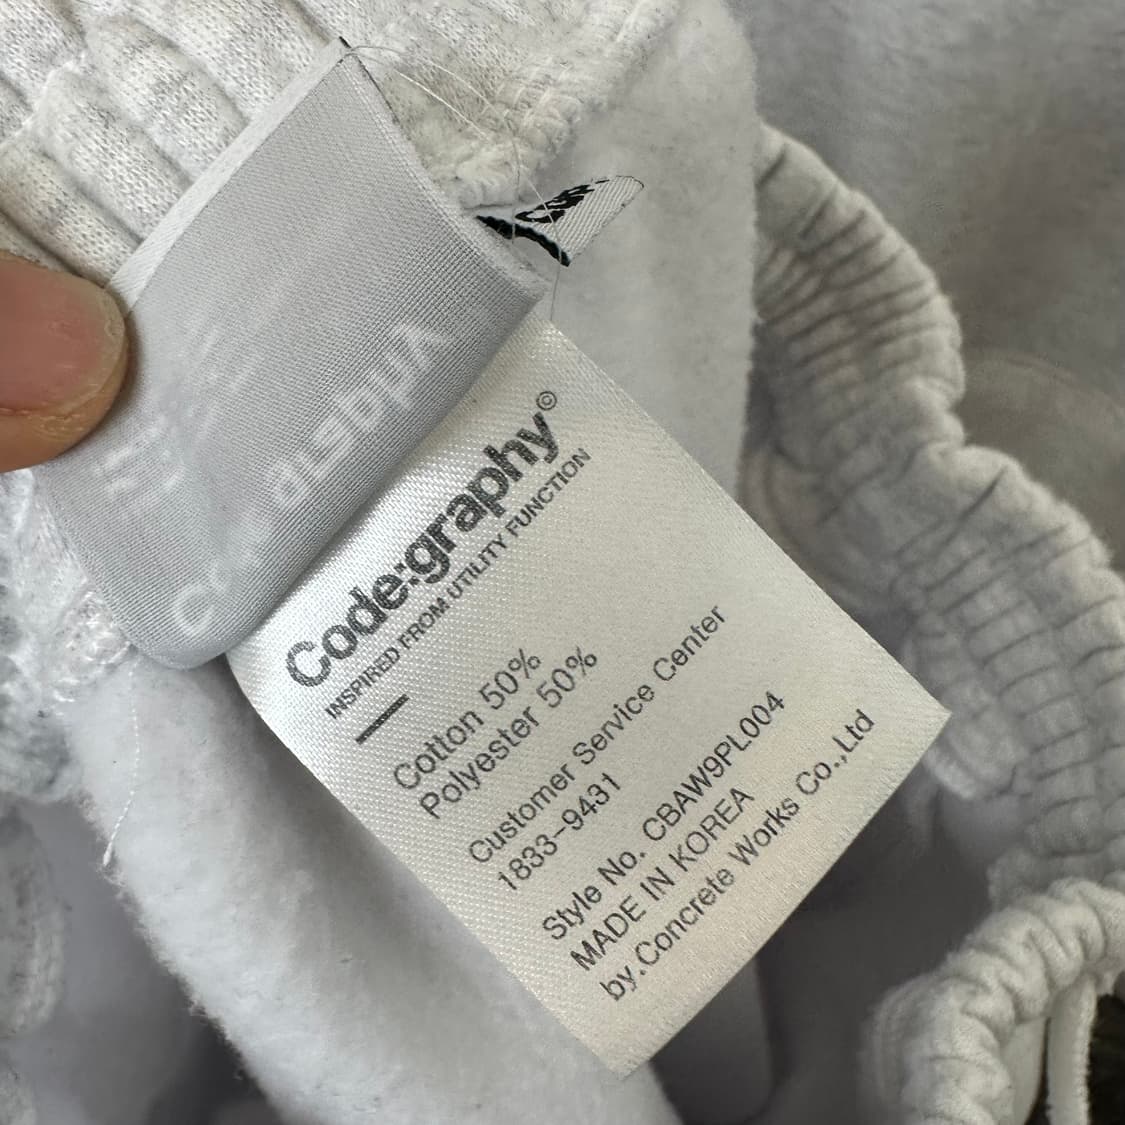 Code:graphy©
INSPIRED FROM UTILITY FUNCTION
Cotton 50%
Polyester 50%
Customer Service Center
1833-9431
Style No. CBAW9PL004
MADE IN KOREA
by.Concrete Works Co.,Ltd